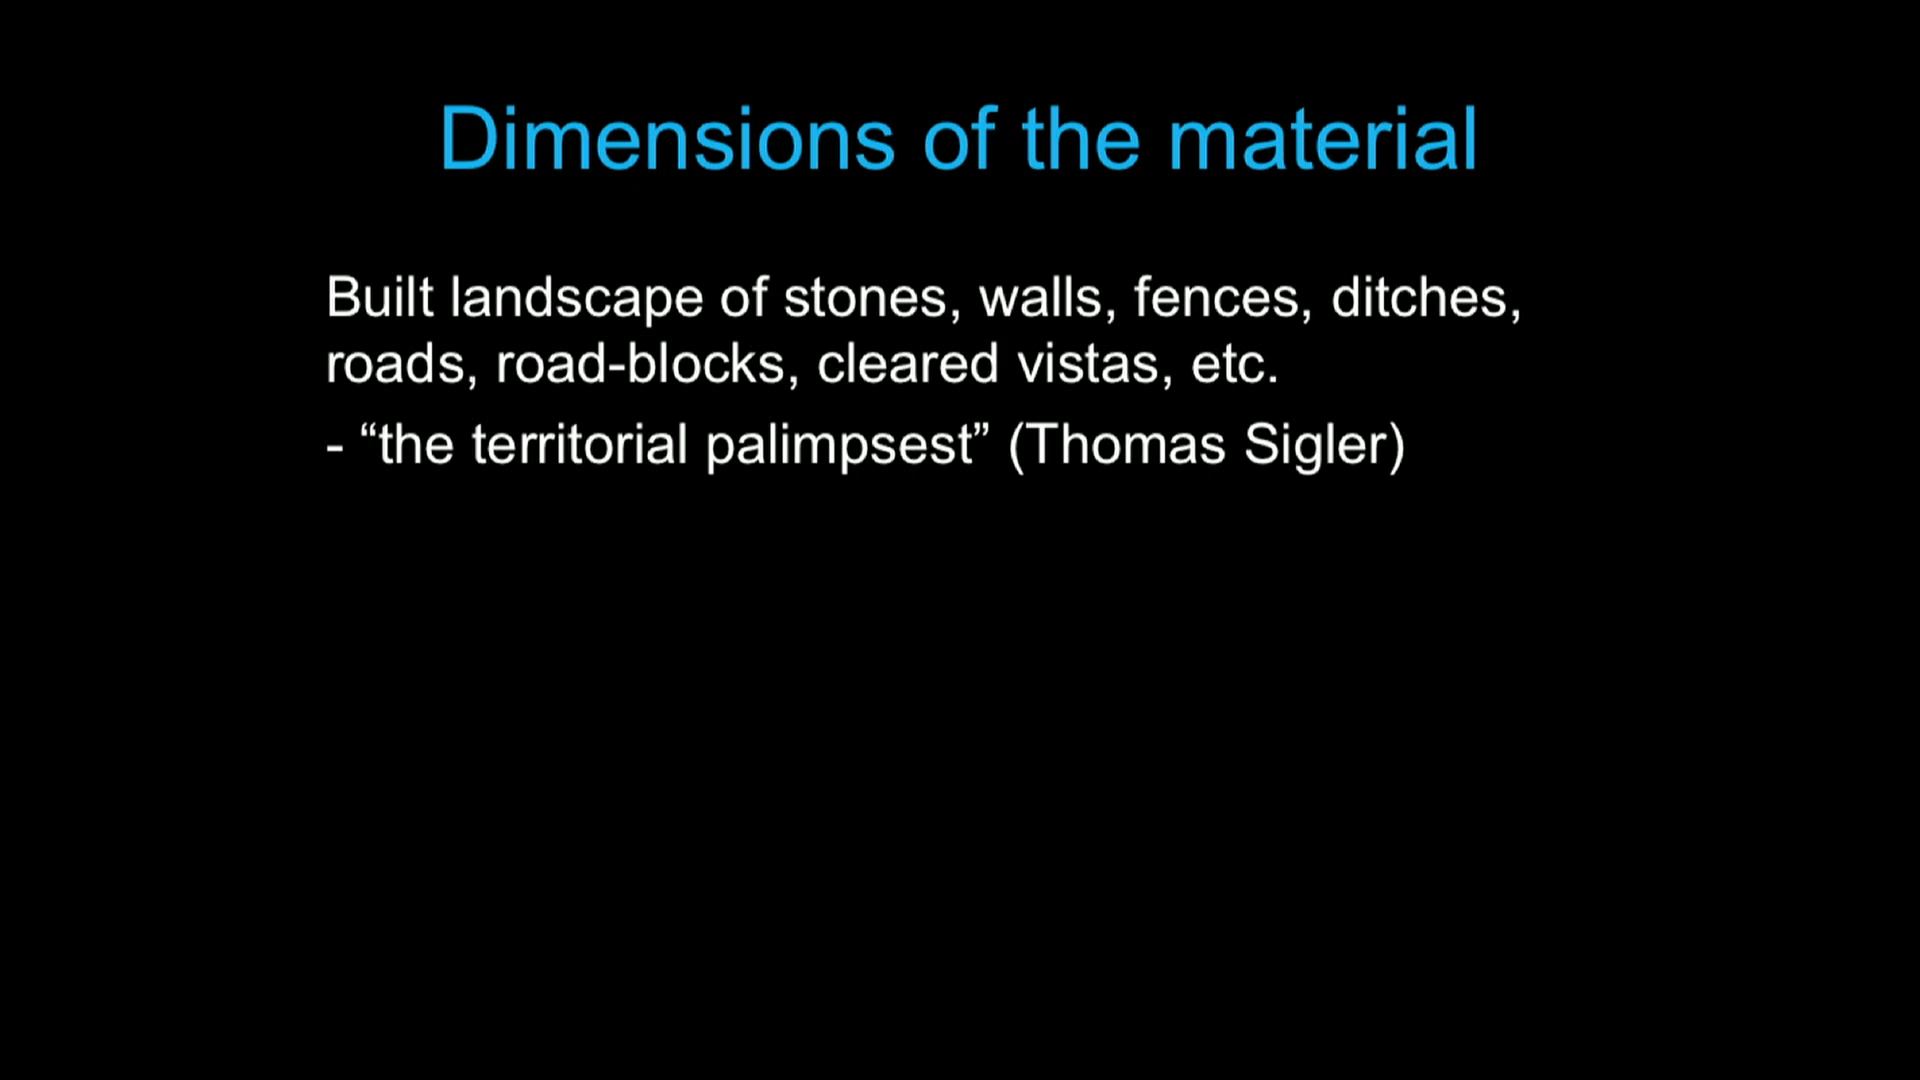 Dimensions of the material
Built landscape of stones, walls, fences, ditches,
roads, road-blocks, cleared vistas, etc.
- “the territorial palimpsest” (Thomas Sigler)